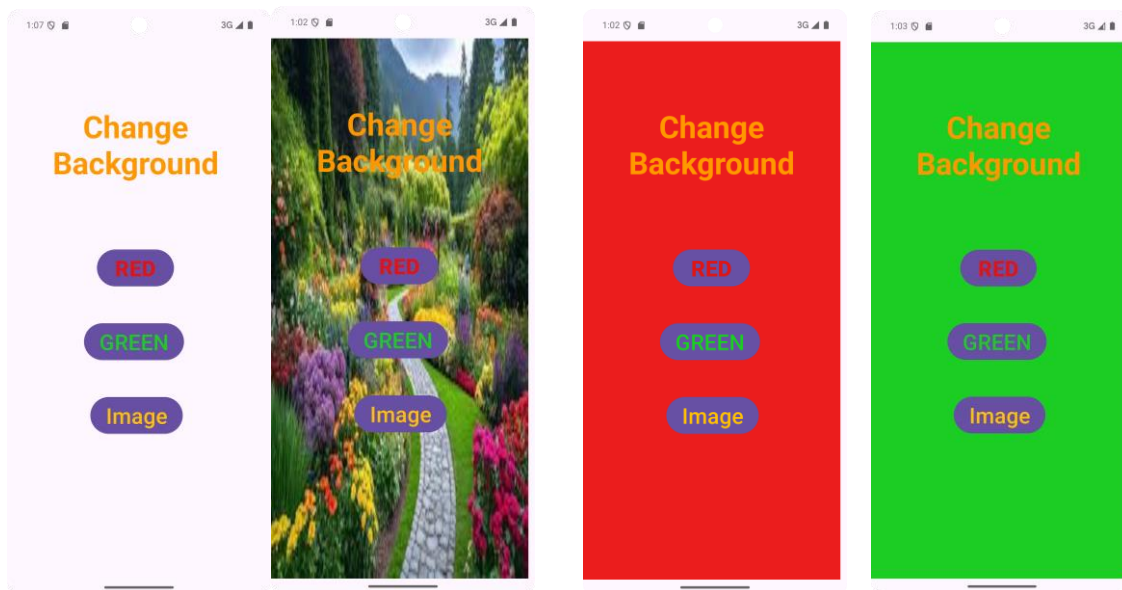 1:07 3G
Change
Background
RED
GREEN
Image
1:02 3G
Change
Background
RED
GREEN
Image
1:02 3G
Change
Background
RED
GREEN
Image
1:03 3G
Change
Background
RED
GREEN
Image